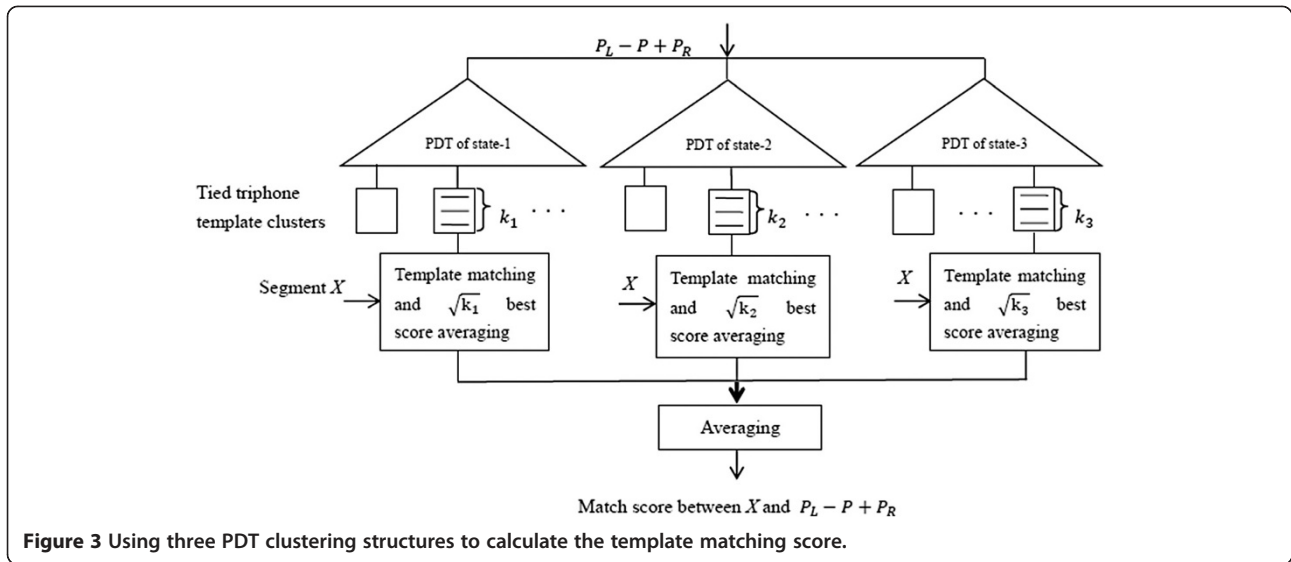 P_L − P + P_R
PDT of state-1
PDT of state-2
PDT of state-3
Tied triphone
template clusters
k_1 · · ·
k_2 · · ·
· · · k_3
Segment X
Template matching
and √k_1 best
score averaging
X
Template matching
and √k_2 best
score averaging
X
Template matching
and √k_3 best
score averaging
Averaging
Match score between X and P_L − P + P_R
Figure 3 Using three PDT clustering structures to calculate the template matching score.